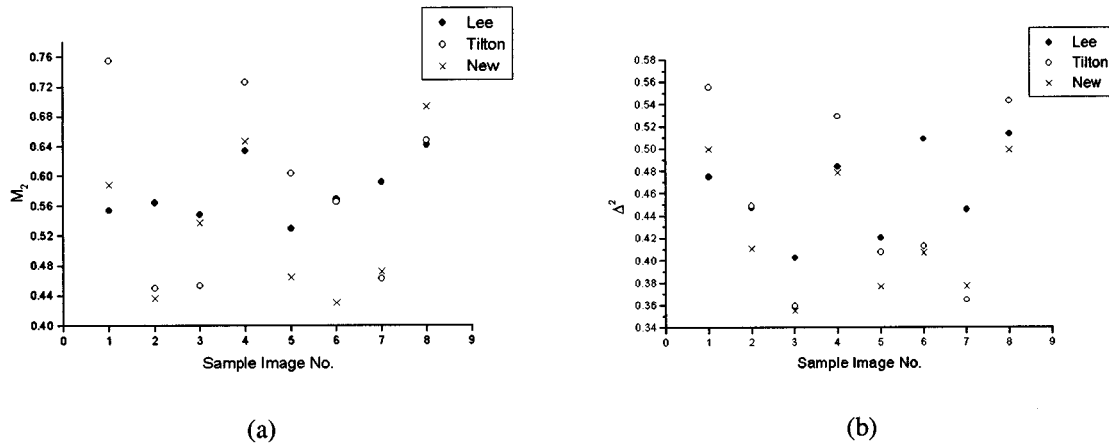 Lee
Tilton
New
0.76
0.72
0.68
0.64
0.60
0.56
0.52
0.48
0.44
0.40
M2
0 1 2 3 4 5 6 7 8 9
Sample Image No.
(a)
Lee
Tilton
New
0.58
0.56
0.54
0.52
0.50
0.48
0.46
0.44
0.42
0.40
0.38
0.36
0.34
Δ2
0 1 2 3 4 5 6 7 8 9
Sample Image No.
(b)